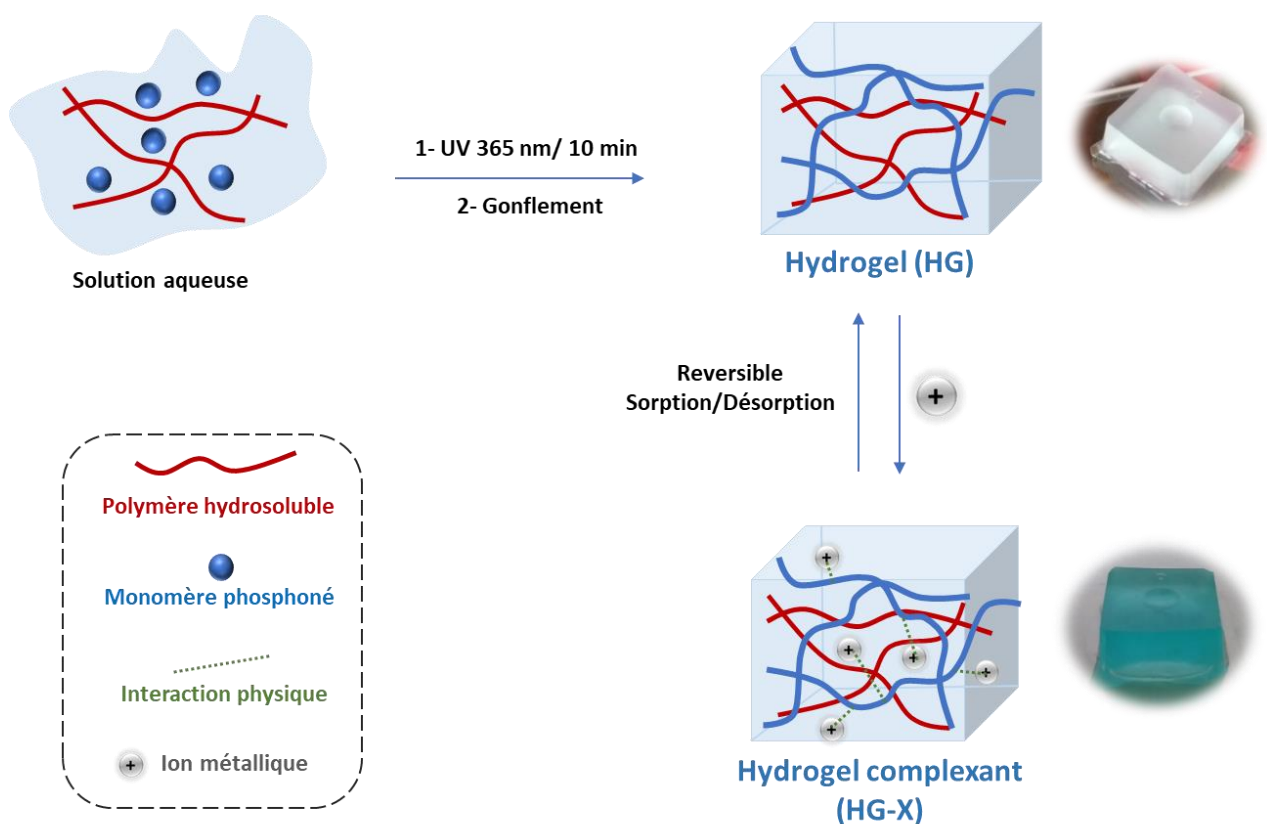 Solution aqueuse
1- UV 365 nm/ 10 min
2- Gonflement
Hydrogel (HG)
Reversible
Sorption/Désorption
+
Polymère hydrosoluble
Monomère phosphoné
Interaction physique
+ Ion métallique
+
+
+
+
+
Hydrogel complexant
(HG-X)